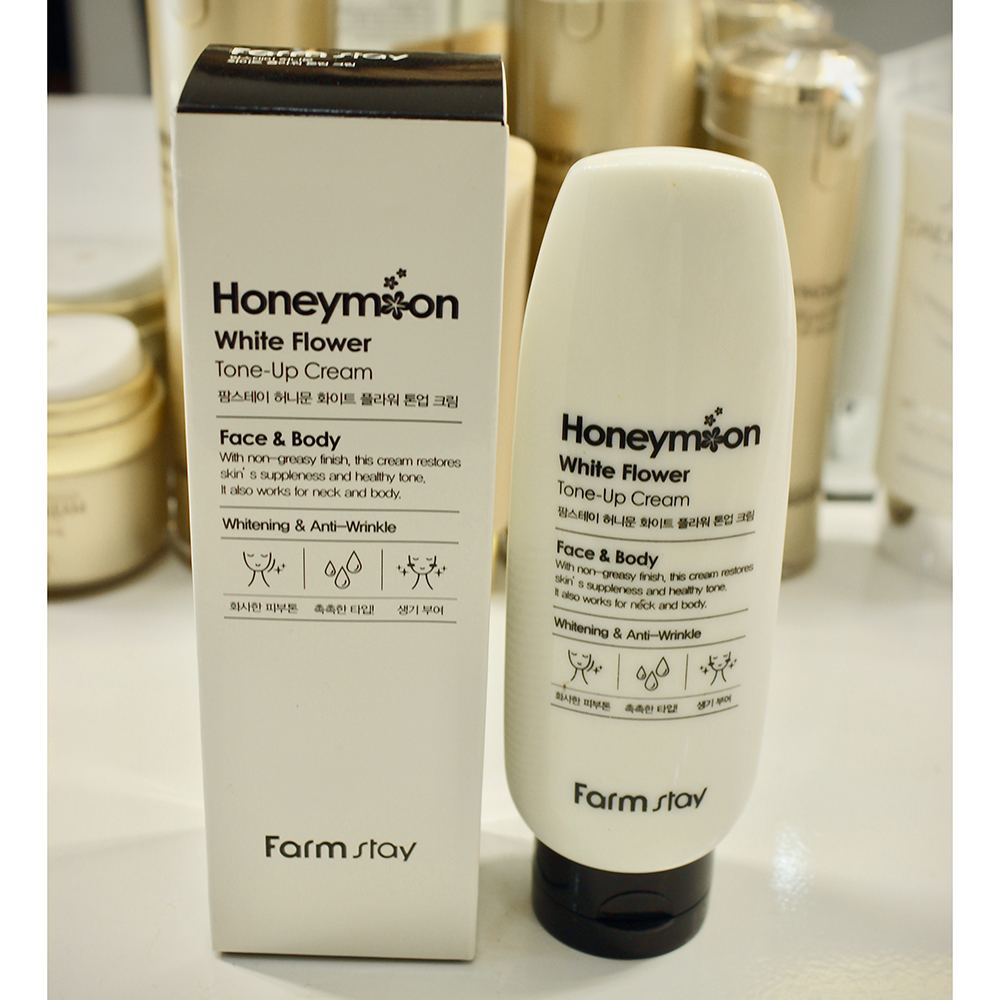 Farm stay
Honeymoon
White Flower
Tone-Up Cream
팜스테이 허니문 화이트 플라워 톤업 크림
Face & Body
With non-greasy finish, this cream restores
skin's suppleness and healthy tone.
It also works for neck and body.
Whitening & Anti-Wrinkle
화사한 피부톤 촉촉한 타입! 생기 부여
Farm stay
Honeymoon
White Flower
Tone-Up Cream
팜스테이 허니문 화이트 플라워 톤업 크림
Face & Body
With non-greasy finish, this cream restores
skin's suppleness and healthy tone.
It also works for neck and body.
Whitening & Anti-Wrinkle
화사한 피부톤 촉촉한 타입! 생기 부여
Farm stay